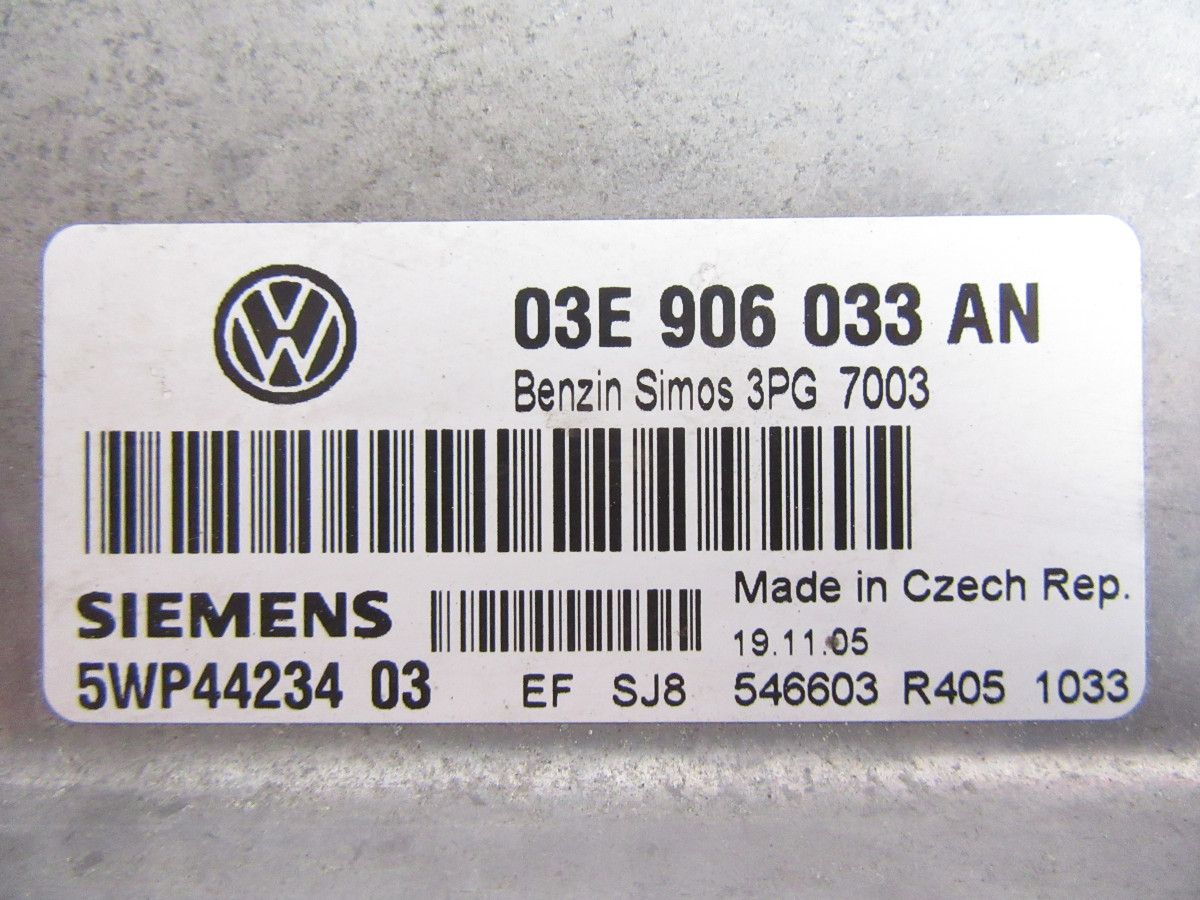 03E 906 033 AN
Benzin Simos 3PG 7003
SIEMENS
Made in Czech Rep.
19.11.05
5WP44234 03
EF SJ8 546603 R405 1033